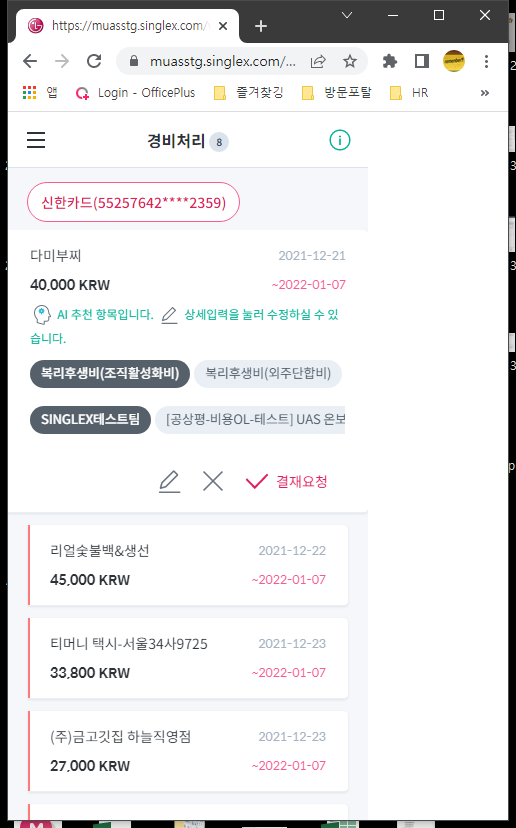 https://muasstg.singlex.com/
muasstg.singlex.com/...
앱
Login - OfficePlus
즐겨찾깅
방문포탈
HR
경비처리 8
신한카드(55257642****2359)
다미부찌 2021-12-21
40,000 KRW ~2022-01-07
AI 추천 항목입니다. 상세입력을 눌러 수정하실 수 있
습니다.
복리후생비(조직활성화비) 복리후생비(외주단합비)
SINGLEX테스트팀 [공상평-비용OL-테스트] UAS 온보
결재요청
리얼숯불백&생선 2021-12-22
45,000 KRW ~2022-01-07
티머니 택시-서울34사9725 2021-12-23
33,800 KRW ~2022-01-07
(주)금고깃집 하늘직영점 2021-12-23
27,000 KRW ~2022-01-07